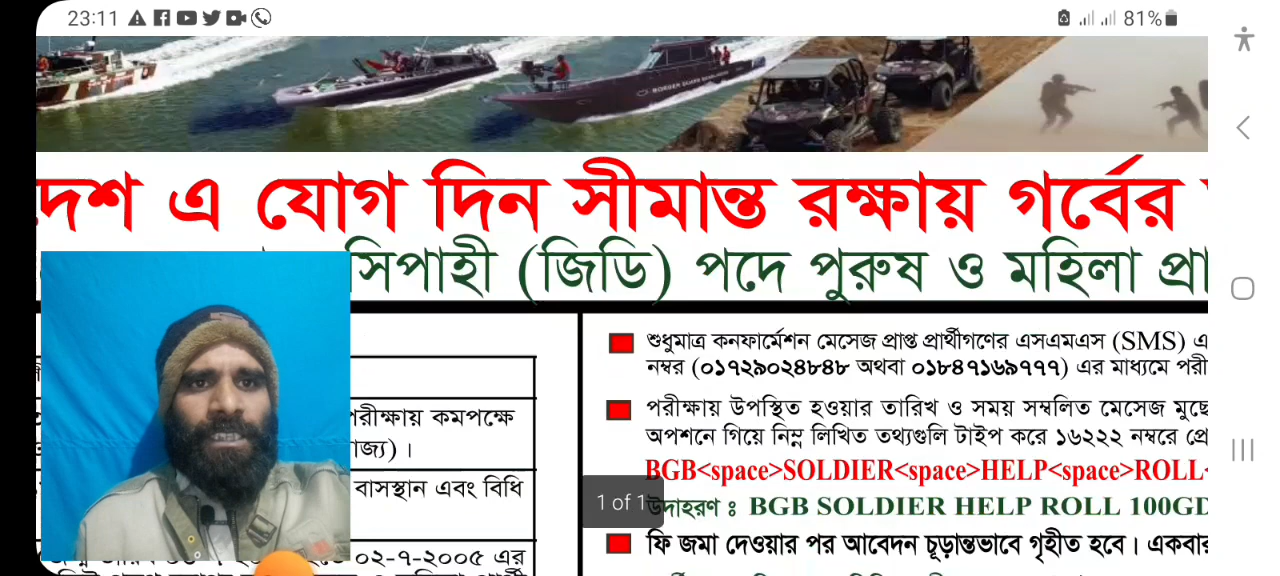 23:11
81%
BORDER GUARD BANGLADESH
দেশ এ যোগ দিন সীমান্ত রক্ষায় গর্বের
সিপাহী (জিডি) পদে পুরুষ ও মহিলা প্রা
শুধুমাত্র কনফার্মেশন মেসেজ প্রাপ্ত প্রার্থীগণের এসএমএস (SMS) এ
নম্বর (০১৭২৯০২৪৮৪৮ অথবা ০১৮৪৭১৬৯৭৭৭) এর মাধ্যমে পরী
পরীক্ষায় উপস্থিত হওয়ার তারিখ ও সময় সম্বলিত মেসেজ মুছে
অপশনে গিয়ে নিম্ন লিখিত তথ্যগুলি টাইপ করে ১৬২২২ নম্বরে প্রে
BGB<space>SOLDIER<space>HELP<space>ROLL<
উদাহরণ ঃ BGB SOLDIER HELP ROLL 100GD
ফি জমা দেওয়ার পর আবেদন চূড়ান্তভাবে গৃহীত হবে। একবার
পরীক্ষায় কমপক্ষে
াজ্য)।
বাসস্থান এবং বিধি
০২-৭-২০০৫ এর
1 of 1